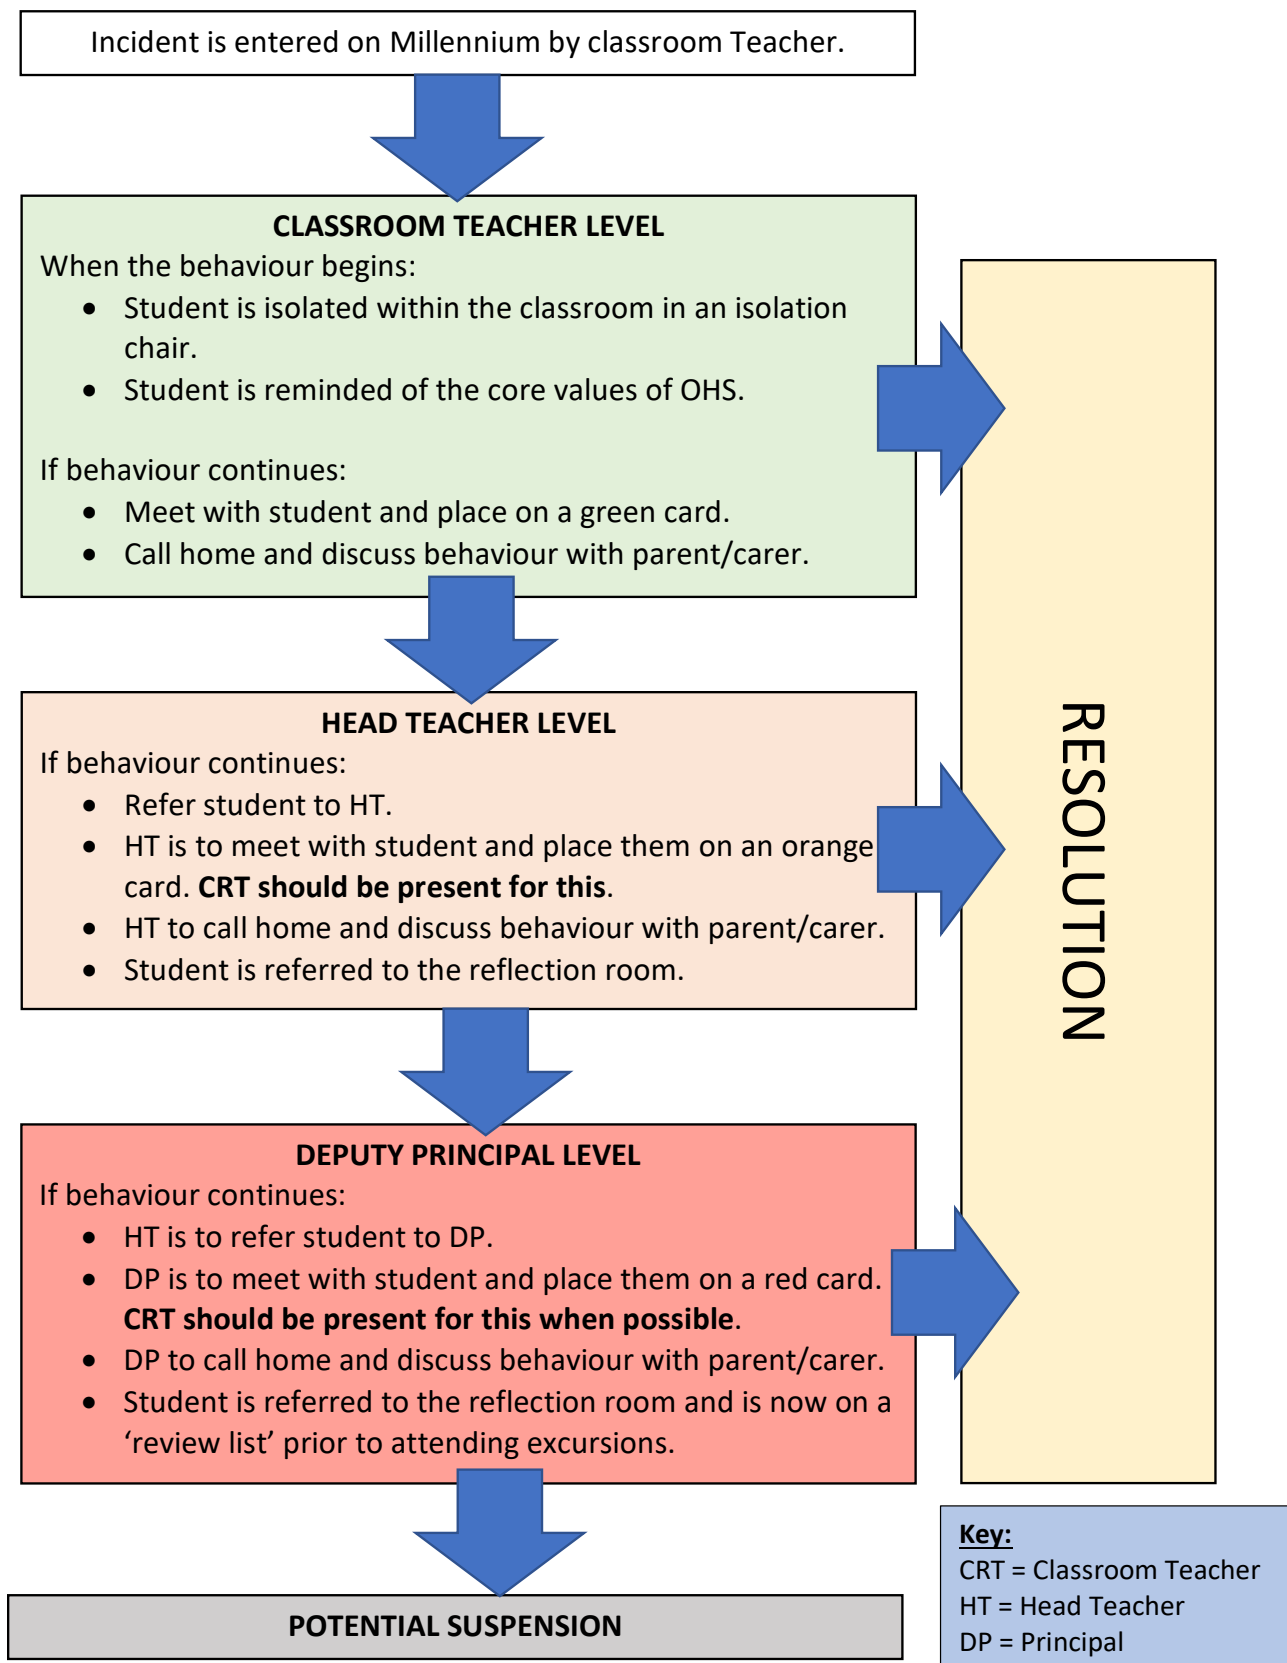 Incident is entered on Millennium by classroom Teacher.
CLASSROOM TEACHER LEVEL
When the behaviour begins:
• Student is isolated within the classroom in an isolation
chair.
• Student is reminded of the core values of OHS.
If behaviour continues:
• Meet with student and place on a green card.
• Call home and discuss behaviour with parent/carer.
HEAD TEACHER LEVEL
If behaviour continues:
• Refer student to HT.
• HT is to meet with student and place them on an orange
card. CRT should be present for this.
• HT to call home and discuss behaviour with parent/carer.
• Student is referred to the reflection room.
DEPUTY PRINCIPAL LEVEL
If behaviour continues:
• HT is to refer student to DP.
• DP is to meet with student and place them on a red card.
CRT should be present for this when possible.
• DP to call home and discuss behaviour with parent/carer.
• Student is referred to the reflection room and is now on a
‘review list’ prior to attending excursions.
POTENTIAL SUSPENSION
RESOLUTION
Key:
CRT = Classroom Teacher
HT = Head Teacher
DP = Principal